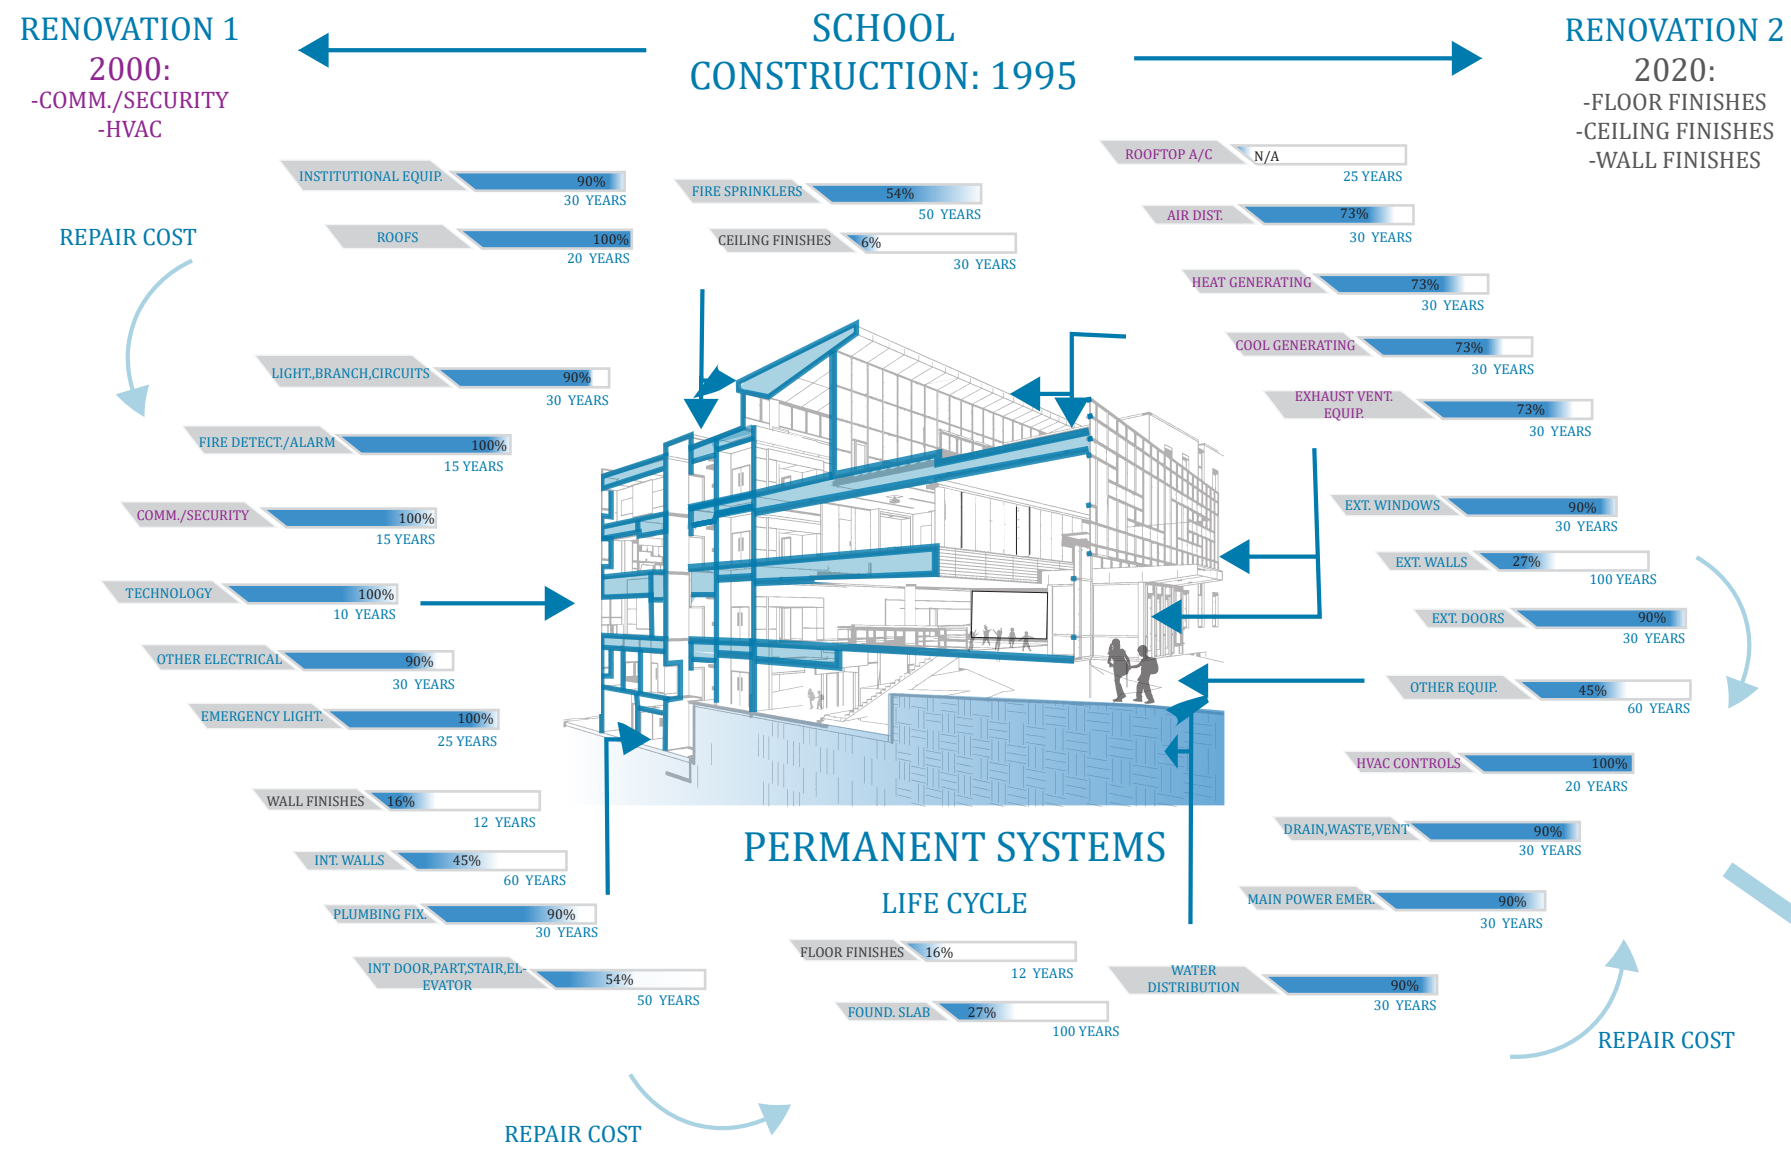 RENOVATION 1
2000:
-COMM./SECURITY
-HVAC
SCHOOL
CONSTRUCTION: 1995
RENOVATION 2
2020:
-FLOOR FINISHES
-CEILING FINISHES
-WALL FINISHES
INSTITUTIONAL EQUIP.
90%
30 YEARS
ROOFS
100%
20 YEARS
FIRE SPRINKLERS
54%
50 YEARS
CEILING FINISHES
6%
30 YEARS
ROOFTOP A/C
N/A
25 YEARS
AIR DIST.
73%
30 YEARS
HEAT GENERATING
73%
30 YEARS
COOL GENERATING
73%
30 YEARS
EXHAUST VENT.
EQUIP.
73%
30 YEARS
REPAIR COST
LIGHT.,BRANCH,CIRCUITS
90%
30 YEARS
FIRE DETECT./ALARM
100%
15 YEARS
COMM./SECURITY
100%
15 YEARS
TECHNOLOGY
100%
10 YEARS
OTHER ELECTRICAL
90%
30 YEARS
EMERGENCY LIGHT.
100%
25 YEARS
WALL FINISHES
16%
12 YEARS
INT. WALLS
45%
60 YEARS
PLUMBING FIX.
90%
30 YEARS
INT DOOR,PART,STAIR,EL-
EVATOR
54%
50 YEARS
EXT. WINDOWS
90%
30 YEARS
EXT. WALLS
27%
100 YEARS
EXT. DOORS
90%
30 YEARS
OTHER EQUIP.
45%
60 YEARS
HVAC CONTROLS
100%
20 YEARS
DRAIN,WASTE,VENT
90%
30 YEARS
MAIN POWER EMER.
90%
30 YEARS
PERMANENT SYSTEMS
LIFE CYCLE
FLOOR FINISHES
16%
12 YEARS
FOUND. SLAB
27%
100 YEARS
WATER
DISTRIBUTION
90%
30 YEARS
REPAIR COST
REPAIR COST